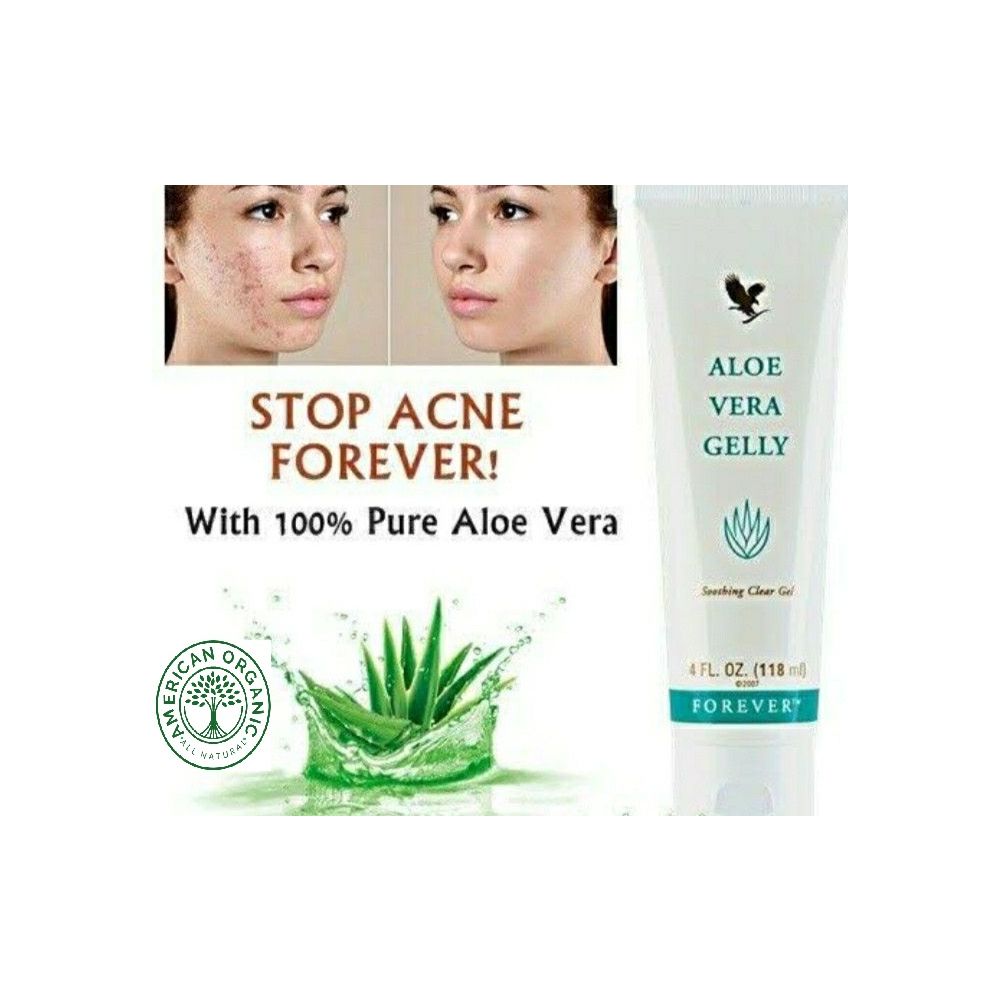 STOP ACNE
FOREVER!
With 100% Pure Aloe Vera
AMERICAN ORGANIC
ALL NATURAL
ALOE
VERA
GELLY
Soothing Clear Gel
4 FL. OZ. (118 ml)
©2007
FOREVER™